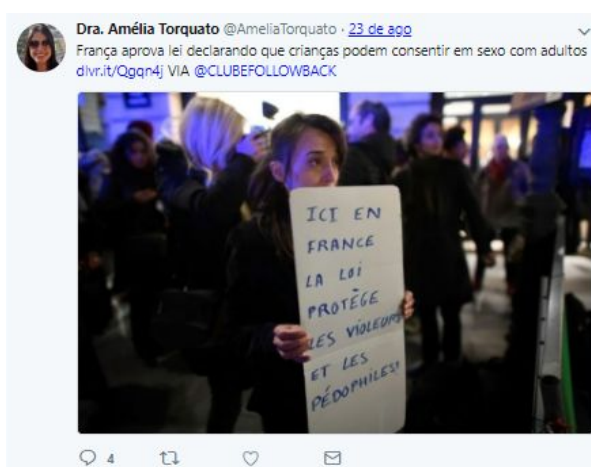 Dra. Amélia Torquato @AmeliaTorquato · 23 de ago
França aprova lei declarando que crianças podem consentir em sexo com adultos
dlvr.it/Qgqn4j VIA @CLUBEFOLLOWBACK
ICI EN
FRANCE
LA LOI
PROTÈGE
LES VIOLEURS
ET LES
PÉDOPHILES!
4